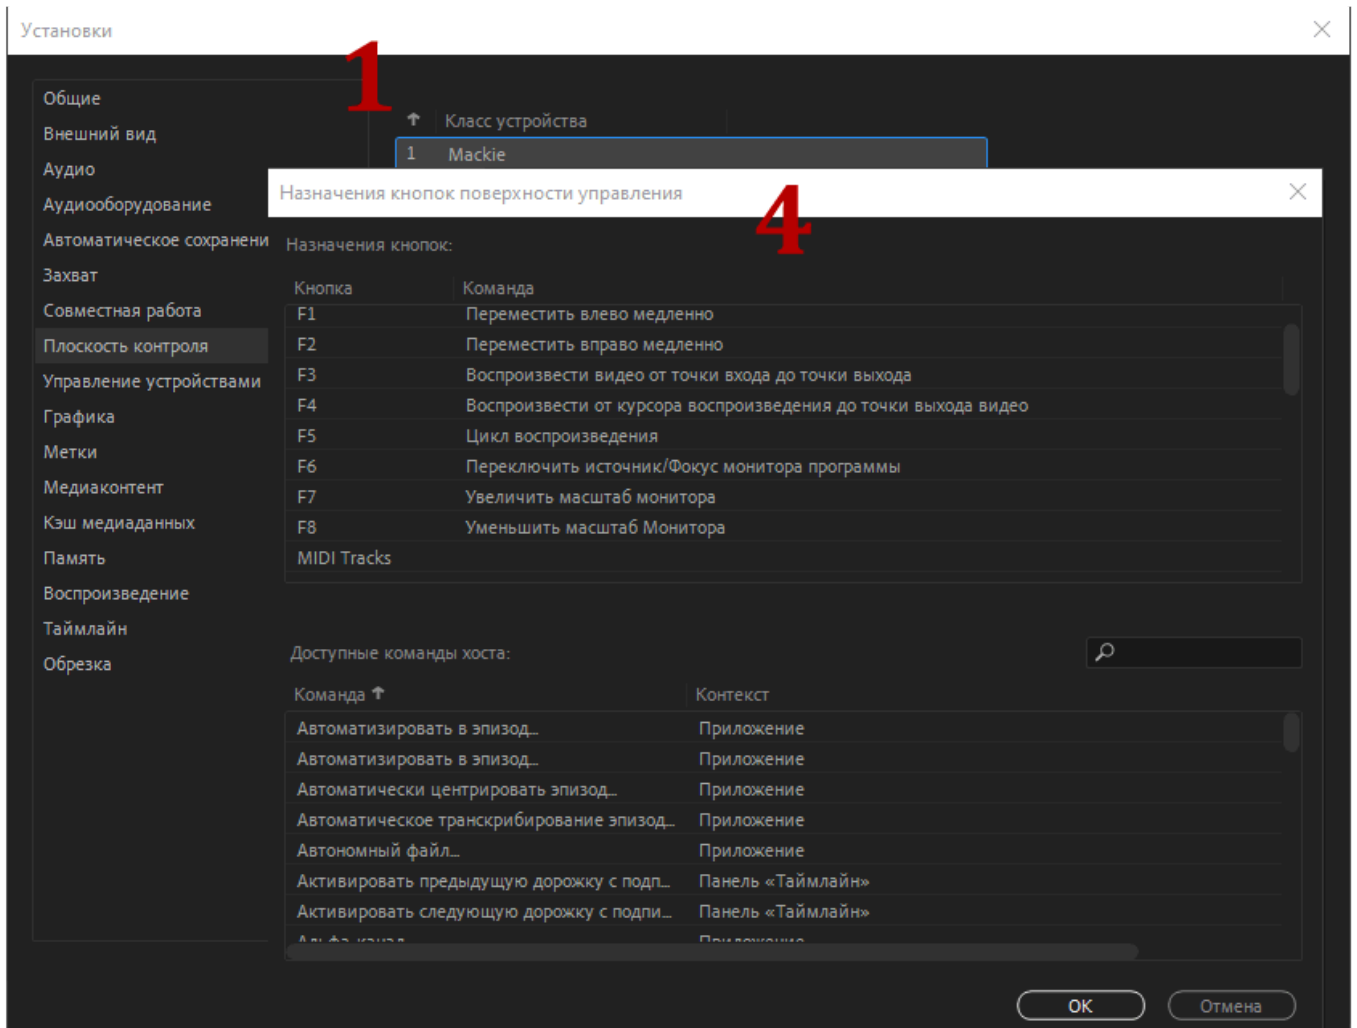 Установки
1
Общие
Внешний вид
Аудио
Аудиооборудование
Автоматическое сохранени
Захват
Совместная работа
Плоскость контроля
Управление устройствами
Графика
Метки
Медиаконтент
Кэш медиаданных
Память
Воспроизведение
Таймлайн
Обрезка
Класс устройства
1 Mackie
Назначения кнопок поверхности управления
4
Назначения кнопок:
Кнопка Команда
F1 Переместить влево медленно
F2 Переместить вправо медленно
F3 Воспроизвести видео от точки входа до точки выхода
F4 Воспроизвести от курсора воспроизведения до точки выхода видео
F5 Цикл воспроизведения
F6 Переключить источник/Фокус монитора программы
F7 Увеличить масштаб монитора
F8 Уменьшить масштаб Монитора
MIDI Tracks
Доступные команды хоста:
Команда Контекст
Автоматизировать в эпизод... Приложение
Автоматизировать в эпизод... Приложение
Автоматически центрировать эпизод... Приложение
Автоматическое транскрибирование эпизод... Приложение
Автономный файл... Приложение
Активировать предыдущую дорожку с подп... Панель «Таймлайн»
Активировать следующую дорожку с подпи... Панель «Таймлайн»
Альфа-канал Приложение
OK Отмена